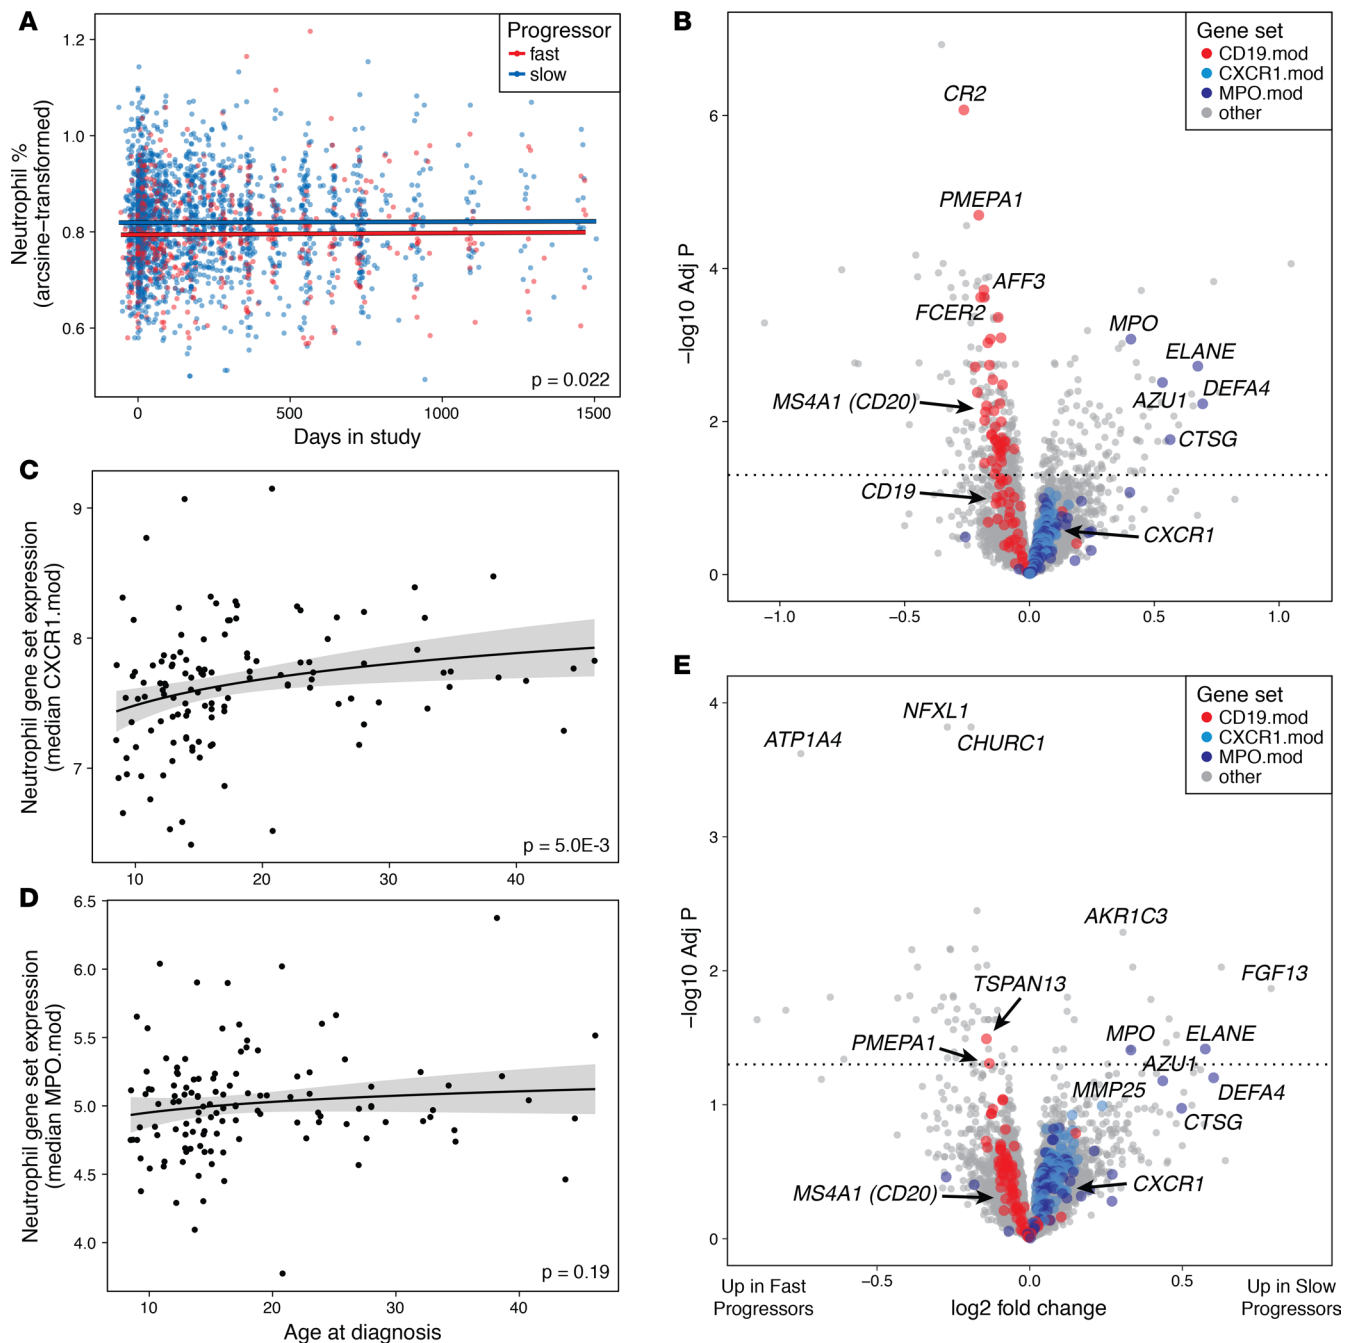 A
Progressor
fast
slow
1.2
1.0
0.8
0.6
Neutrophil %
(arcsine−transformed)
p = 0.022
0
500
1000
1500
Days in study
B
Gene set
CD19.mod
CXCR1.mod
MPO.mod
other
6
4
2
0
−log10 Adj P
CR2
PMEPA1
AFF3
FCER2
MPO
ELANE
MS4A1 (CD20)
AZU1
DEFA4
CTSG
CD19
CXCR1
−1.0
−0.5
0.0
0.5
1.0
C
9
8
7
Neutrophil gene set expression
(median CXCR1.mod)
p = 5.0E-3
10
20
30
40
D
6.5
6.0
5.5
5.0
4.5
4.0
Neutrophil gene set expression
(median MPO.mod)
p = 0.19
10
20
30
40
Age at diagnosis
E
Gene set
CD19.mod
CXCR1.mod
MPO.mod
other
4
3
2
1
0
−log10 Adj P
NFXL1
ATP1A4
CHURC1
AKR1C3
TSPAN13
FGF13
PMEPA1
MPO
ELANE
AZU1
MMP25
DEFA4
CTSG
MS4A1 (CD20)
CXCR1
−0.5
0.0
0.5
Up in Fast
Progressors
log2 fold change
Up in Slow
Progressors